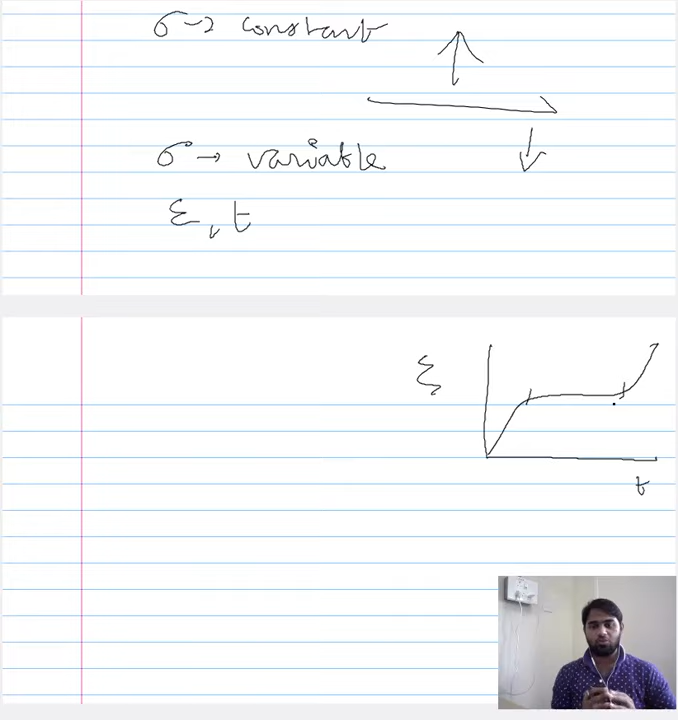 σ → constant
σ → variable
ε, t
ε
t